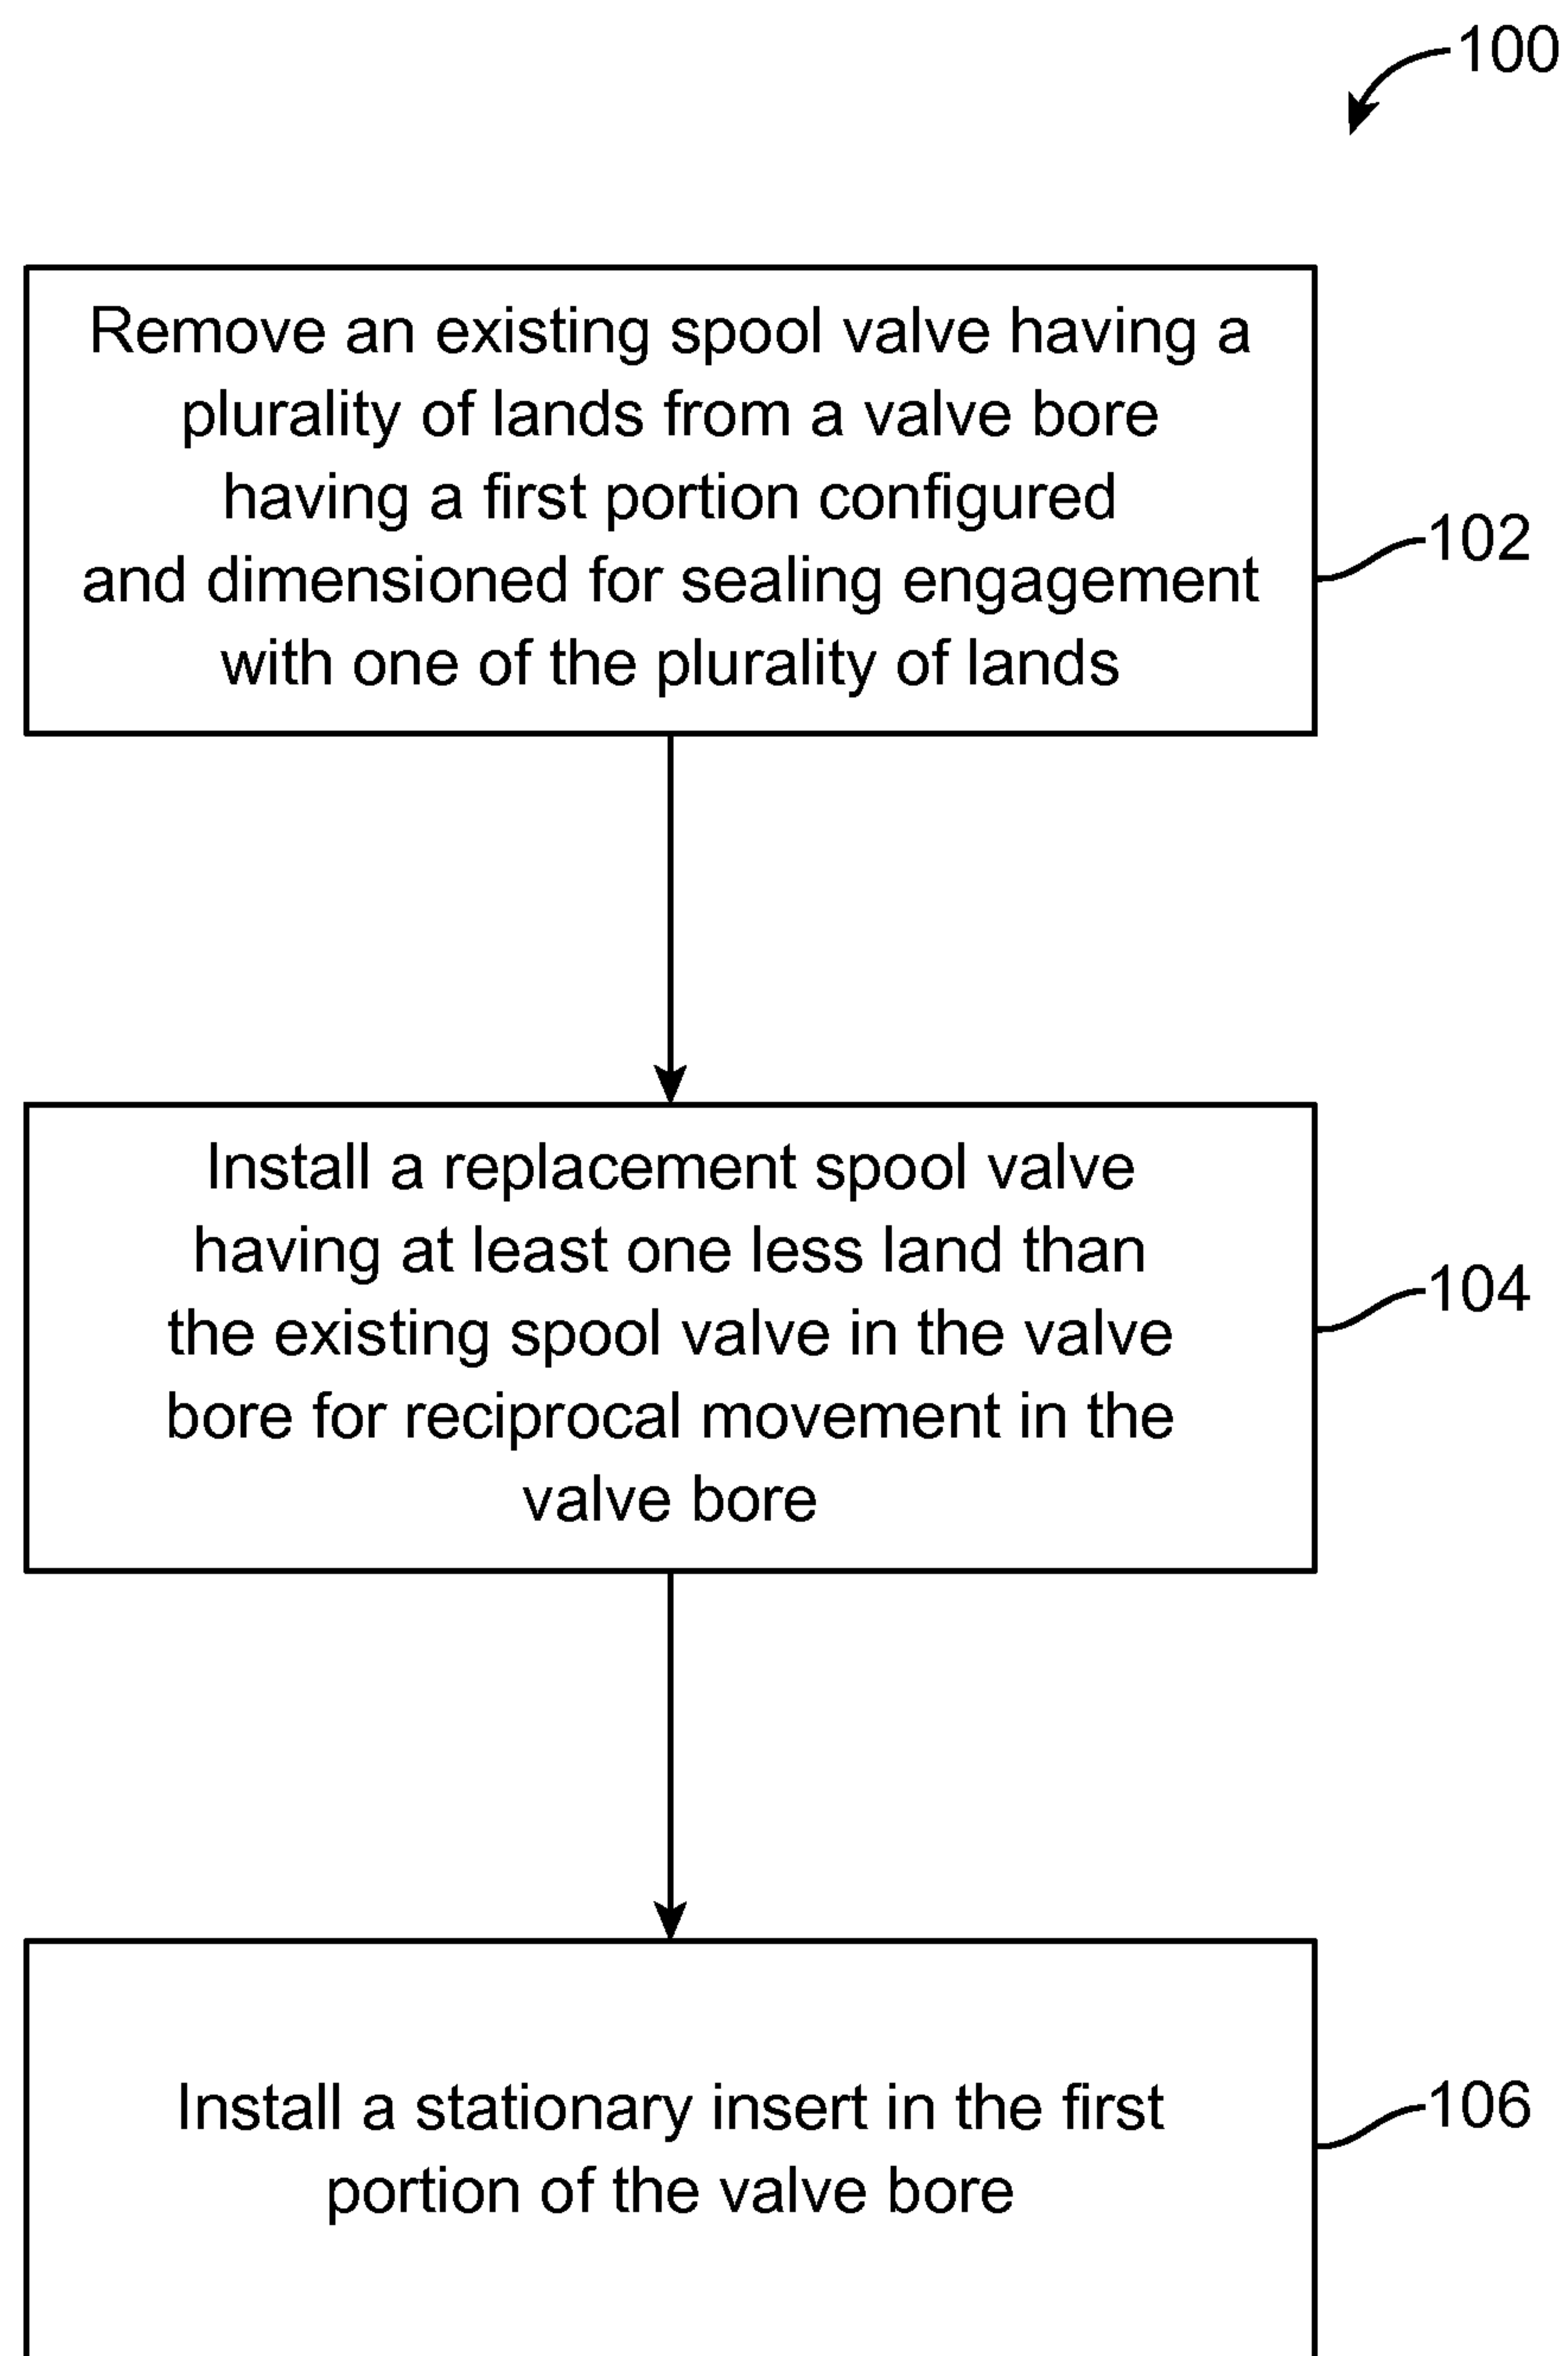 100
Remove an existing spool valve having a
plurality of lands from a valve bore
having a first portion configured
and dimensioned for sealing engagement
with one of the plurality of lands
102
Install a replacement spool valve
having at least one less land than
the existing spool valve in the valve
bore for reciprocal movement in the
valve bore
104
Install a stationary insert in the first
portion of the valve bore
106